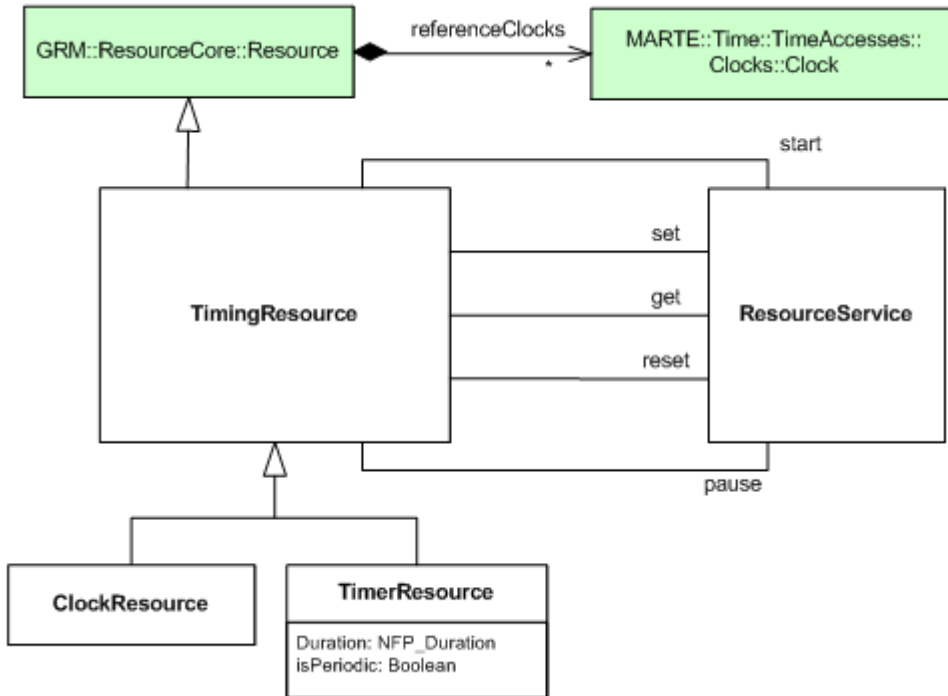 GRM::ResourceCore::Resource
referenceClocks
*
MARTE::Time::TimeAccesses::
Clocks::Clock
start
TimingResource
set
get
reset
ResourceService
pause
ClockResource
TimerResource
Duration: NFP_Duration
isPeriodic: Boolean